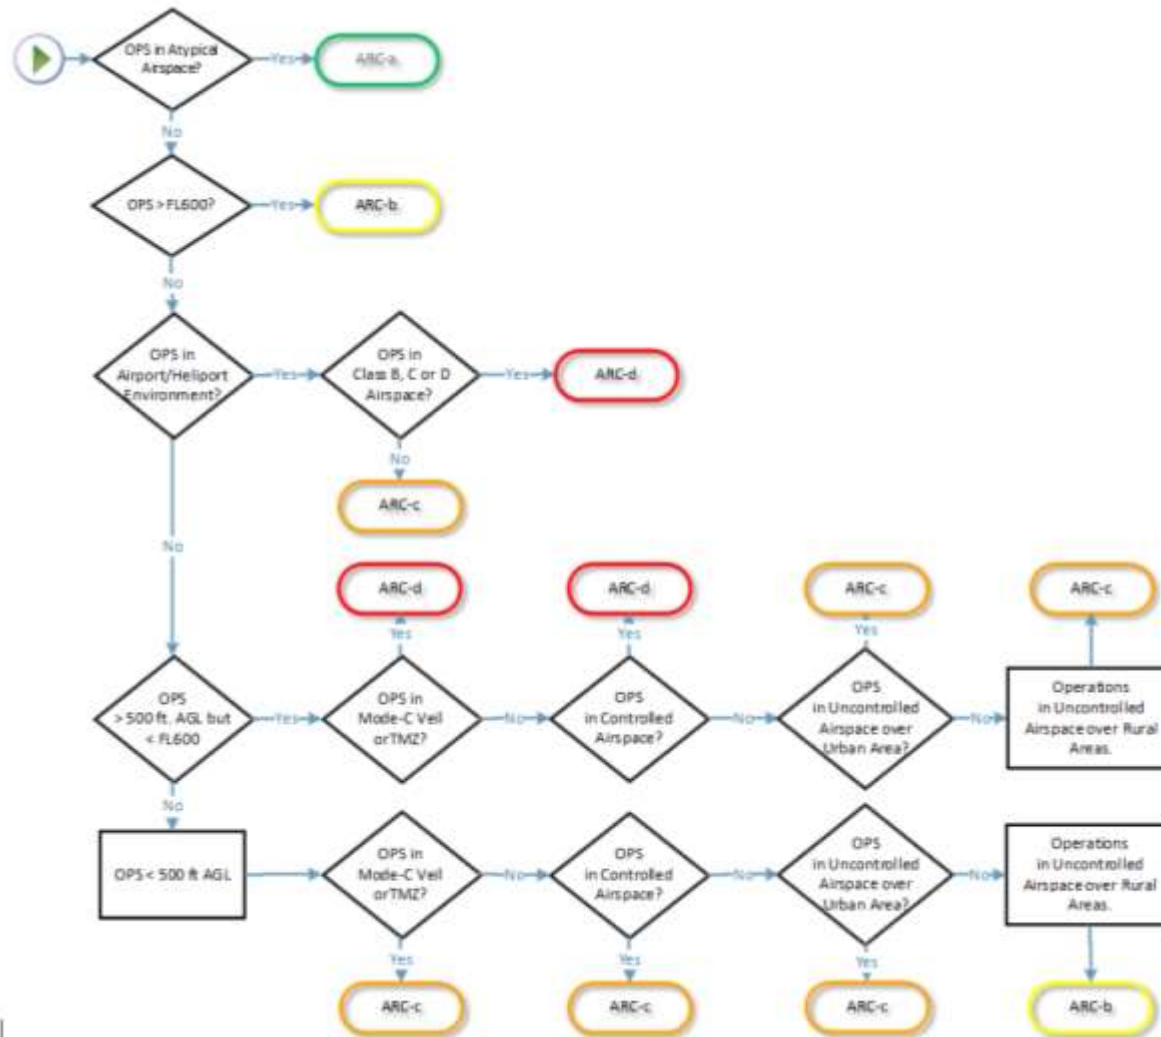 OPS in Atypical
Airspace?
Yes
ARC-a
No
OPS > FL600?
Yes
ARC-b
No
OPS in
Airport/Heliport
Environment?
Yes
OPS in
Class B, C or D
Airspace?
Yes
ARC-d
No
ARC-c
No
OPS
> 500 ft. AGL but
< FL600
Yes
OPS in
Mode-C Veil
or TMZ?
Yes
ARC-d
No
OPS
in Controlled
Airspace?
Yes
ARC-d
No
OPS
in Uncontrolled
Airspace over
Urban Area?
Yes
ARC-c
No
Operations
in Uncontrolled
Airspace over Rural
Areas.
ARC-c
No
OPS < 500 ft AGL
OPS in
Mode-C Veil
or TMZ?
Yes
ARC-c
No
OPS
in Controlled
Airspace?
Yes
ARC-c
No
OPS
in Uncontrolled
Airspace over
Urban Area?
Yes
ARC-c
No
Operations
in Uncontrolled
Airspace over Rural
Areas.
ARC-b